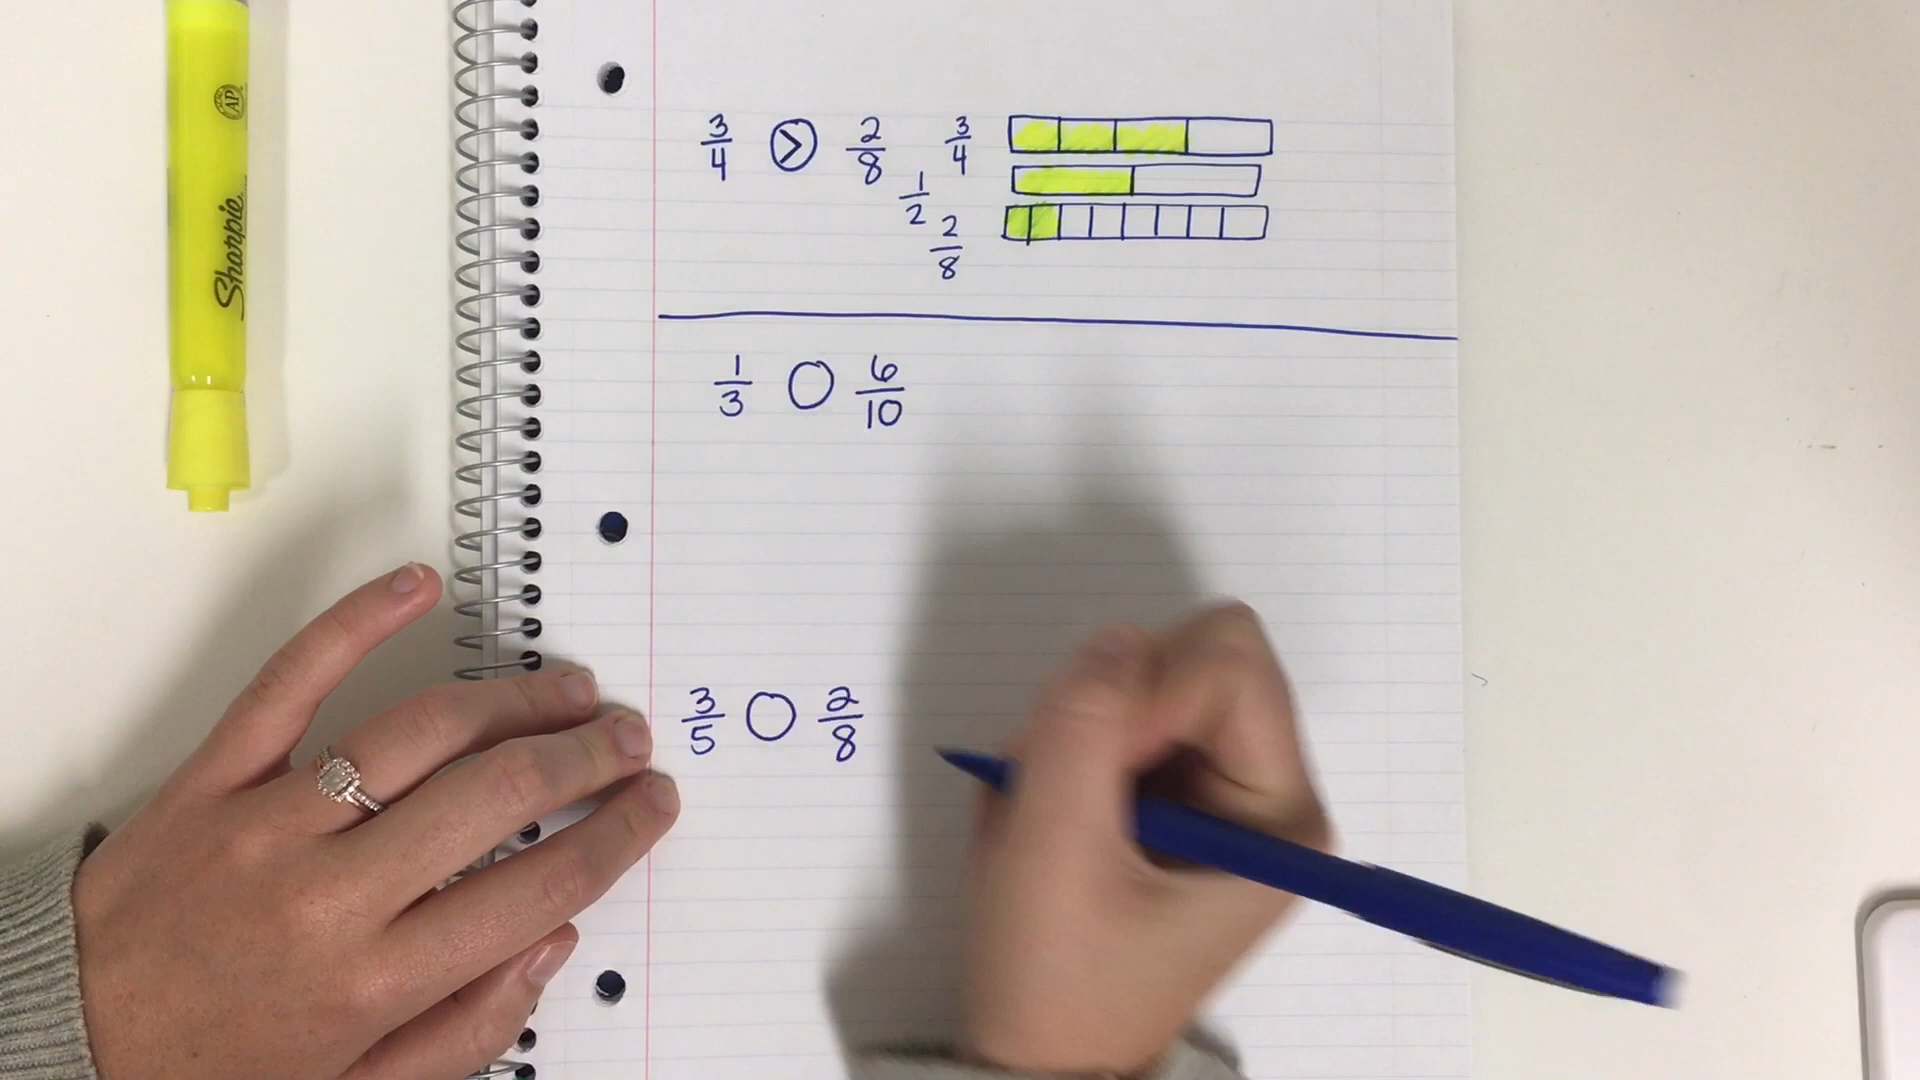 Sharpie
AP
3/4 > 2/8 3/4
1/2
2/8
1/3 ○ 6/10
3/5 ○ 2/8